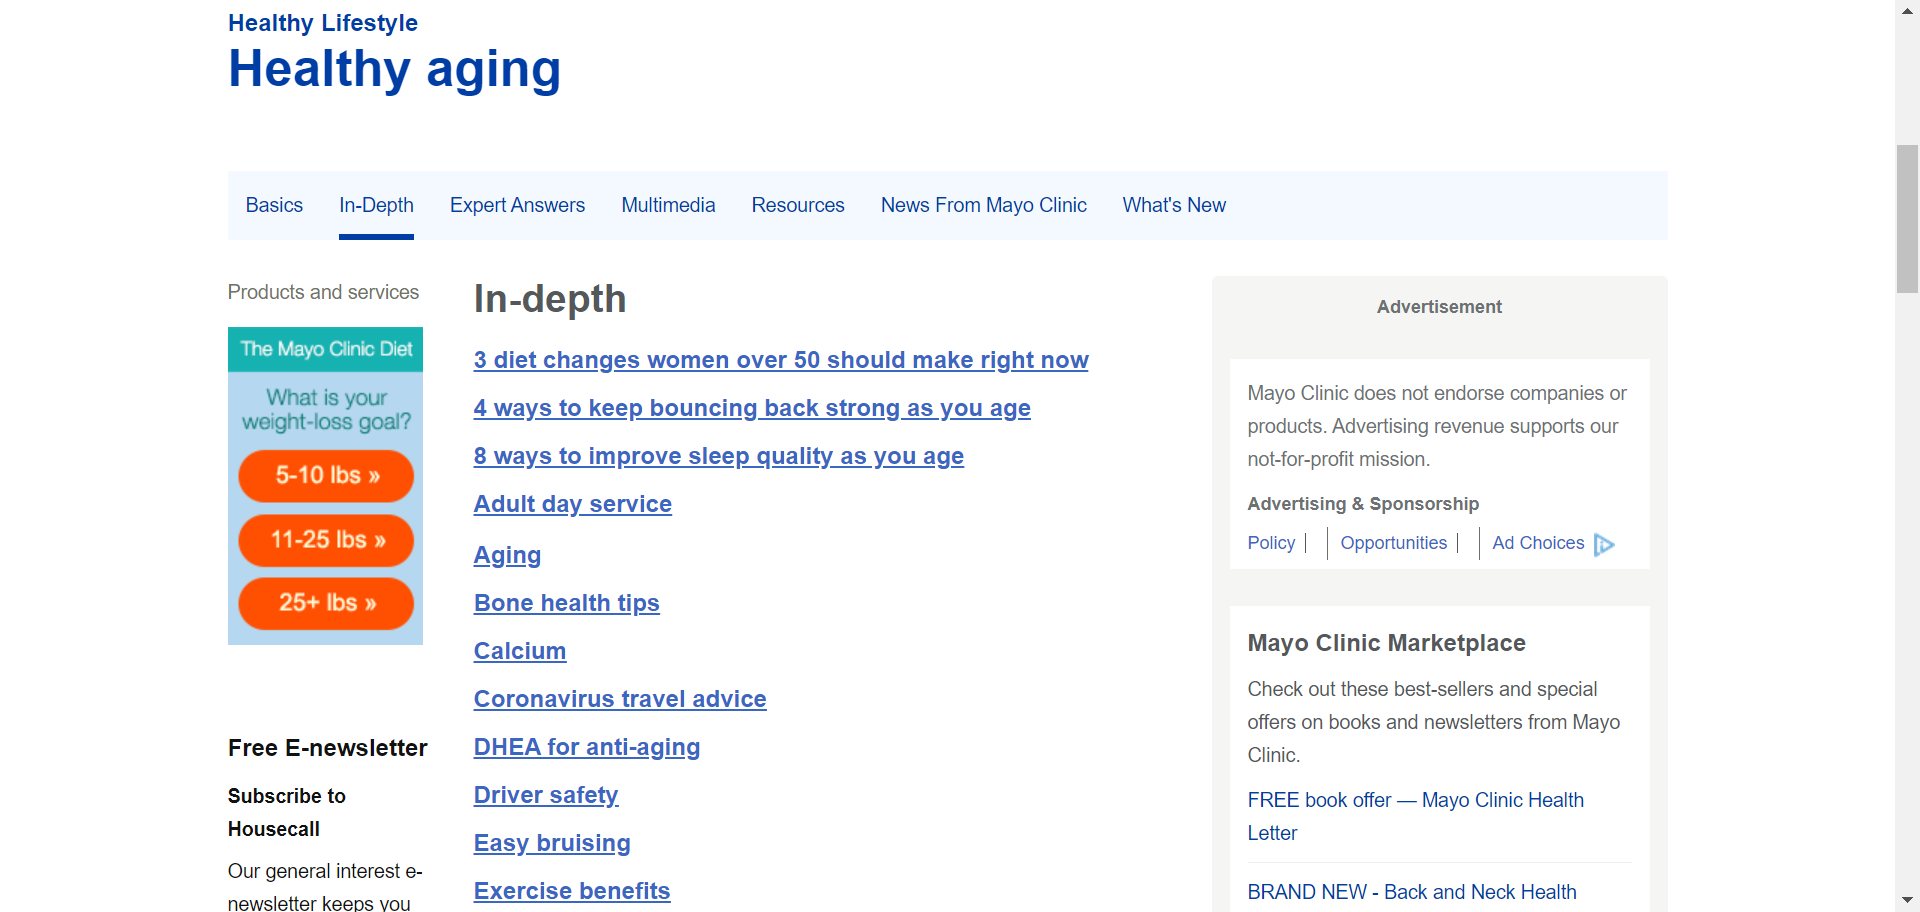 Healthy Lifestyle
Healthy aging
Basics In-Depth Expert Answers Multimedia Resources News From Mayo Clinic What's New
Products and services
The Mayo Clinic Diet
What is your
weight-loss goal?
5-10 lbs »
11-25 lbs »
25+ lbs »
Free E-newsletter
Subscribe to
Housecall
Our general interest e-
newsletter keeps you
In-depth
3 diet changes women over 50 should make right now
4 ways to keep bouncing back strong as you age
8 ways to improve sleep quality as you age
Adult day service
Aging
Bone health tips
Calcium
Coronavirus travel advice
DHEA for anti-aging
Driver safety
Easy bruising
Exercise benefits
Advertisement
Mayo Clinic does not endorse companies or
products. Advertising revenue supports our
not-for-profit mission.
Advertising & Sponsorship
Policy | Opportunities | Ad Choices
Mayo Clinic Marketplace
Check out these best-sellers and special
offers on books and newsletters from Mayo
Clinic.
FREE book offer — Mayo Clinic Health
Letter
BRAND NEW - Back and Neck Health